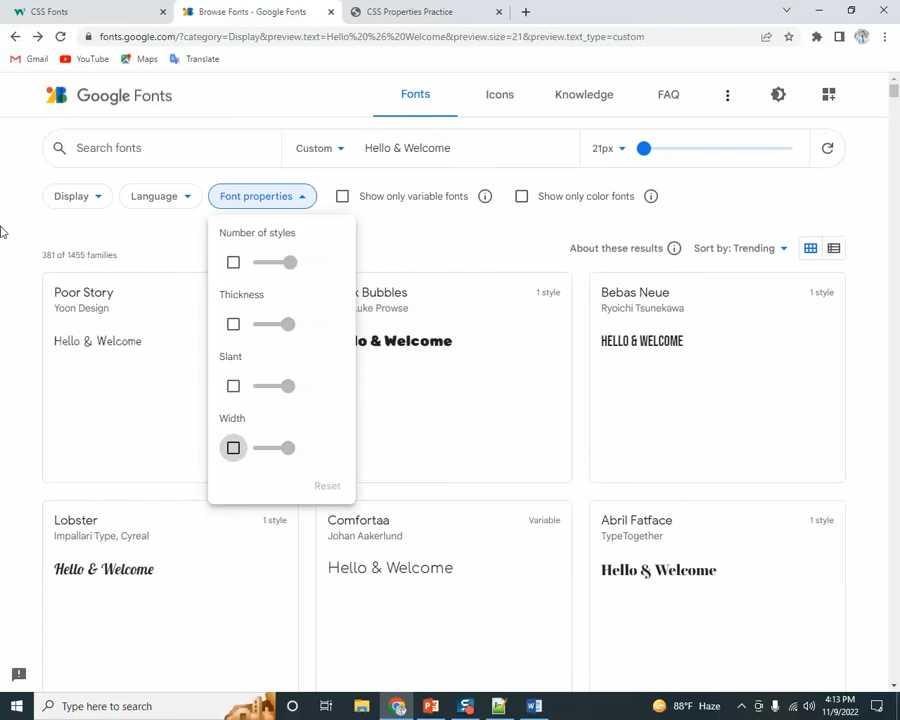 CSS Fonts
Browse Fonts - Google Fonts
CSS Properties Practice
fonts.google.com/?category=Display&preview.text=Hello%20%26%20Welcome&preview.size=21&preview.text_type=custom
Gmail
YouTube
Maps
Translate
Google Fonts
Fonts
Icons
Knowledge
FAQ
Search fonts
Custom
Hello & Welcome
21px
Display
Language
Font properties
Show only variable fonts
Show only color fonts
Number of styles
Thickness
Slant
Width
Reset
381 of 1455 families
About these results
Sort by: Trending
Poor Story
Yoon Design
Hello & Welcome
Bubbles
1 style
Luke Prowse
lo & Welcome
Bebas Neue
1 style
Ryoichi Tsunekawa
HELLO & WELCOME
Lobster
1 style
Impallari Type, Cyreal
Hello & Welcome
Comfortaa
Variable
Johan Aakerlund
Hello & Welcome
Abril Fatface
1 style
TypeTogether
Hello & Welcome
Type here to search
88°F Haze
4:13 PM
11/9/2022